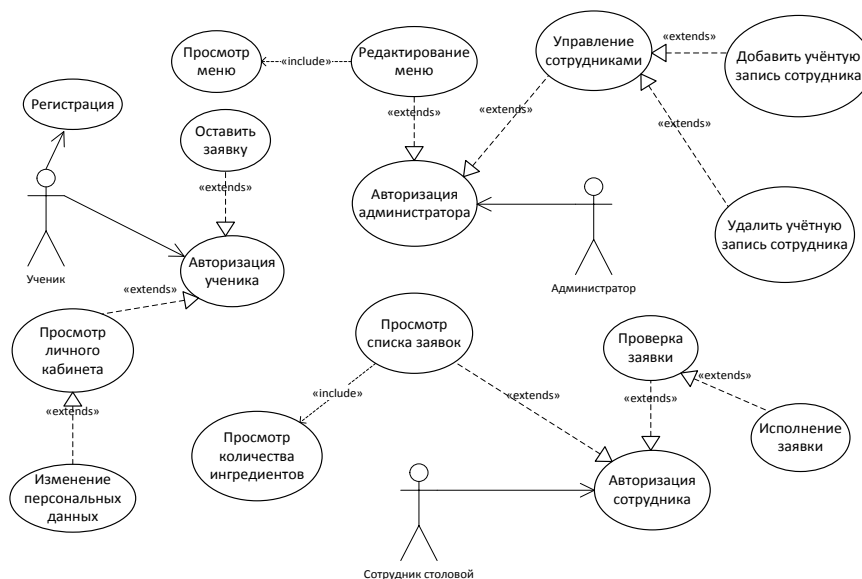 Просмотр
меню
«include»
Редактирование
меню
Управление
сотрудниками
«extends»
Добавить учёнтую
запись сотрудника
Регистрация
Оставить
заявку
«extends»
«extends»
«extends»
«extends»
Авторизация
администратора
Удалить учётную
запись сотрудника
Ученик
Авторизация
ученика
Администратор
«extends»
Просмотр
личного
кабинета
Просмотр
списка заявок
Проверка
заявки
«extends»
«include»
«extends»
«extends»
«extends»
Просмотр
количества
ингредиентов
Исполнение
заявки
Изменение
персональных
данных
Авторизация
сотрудника
Сотрудник столовой